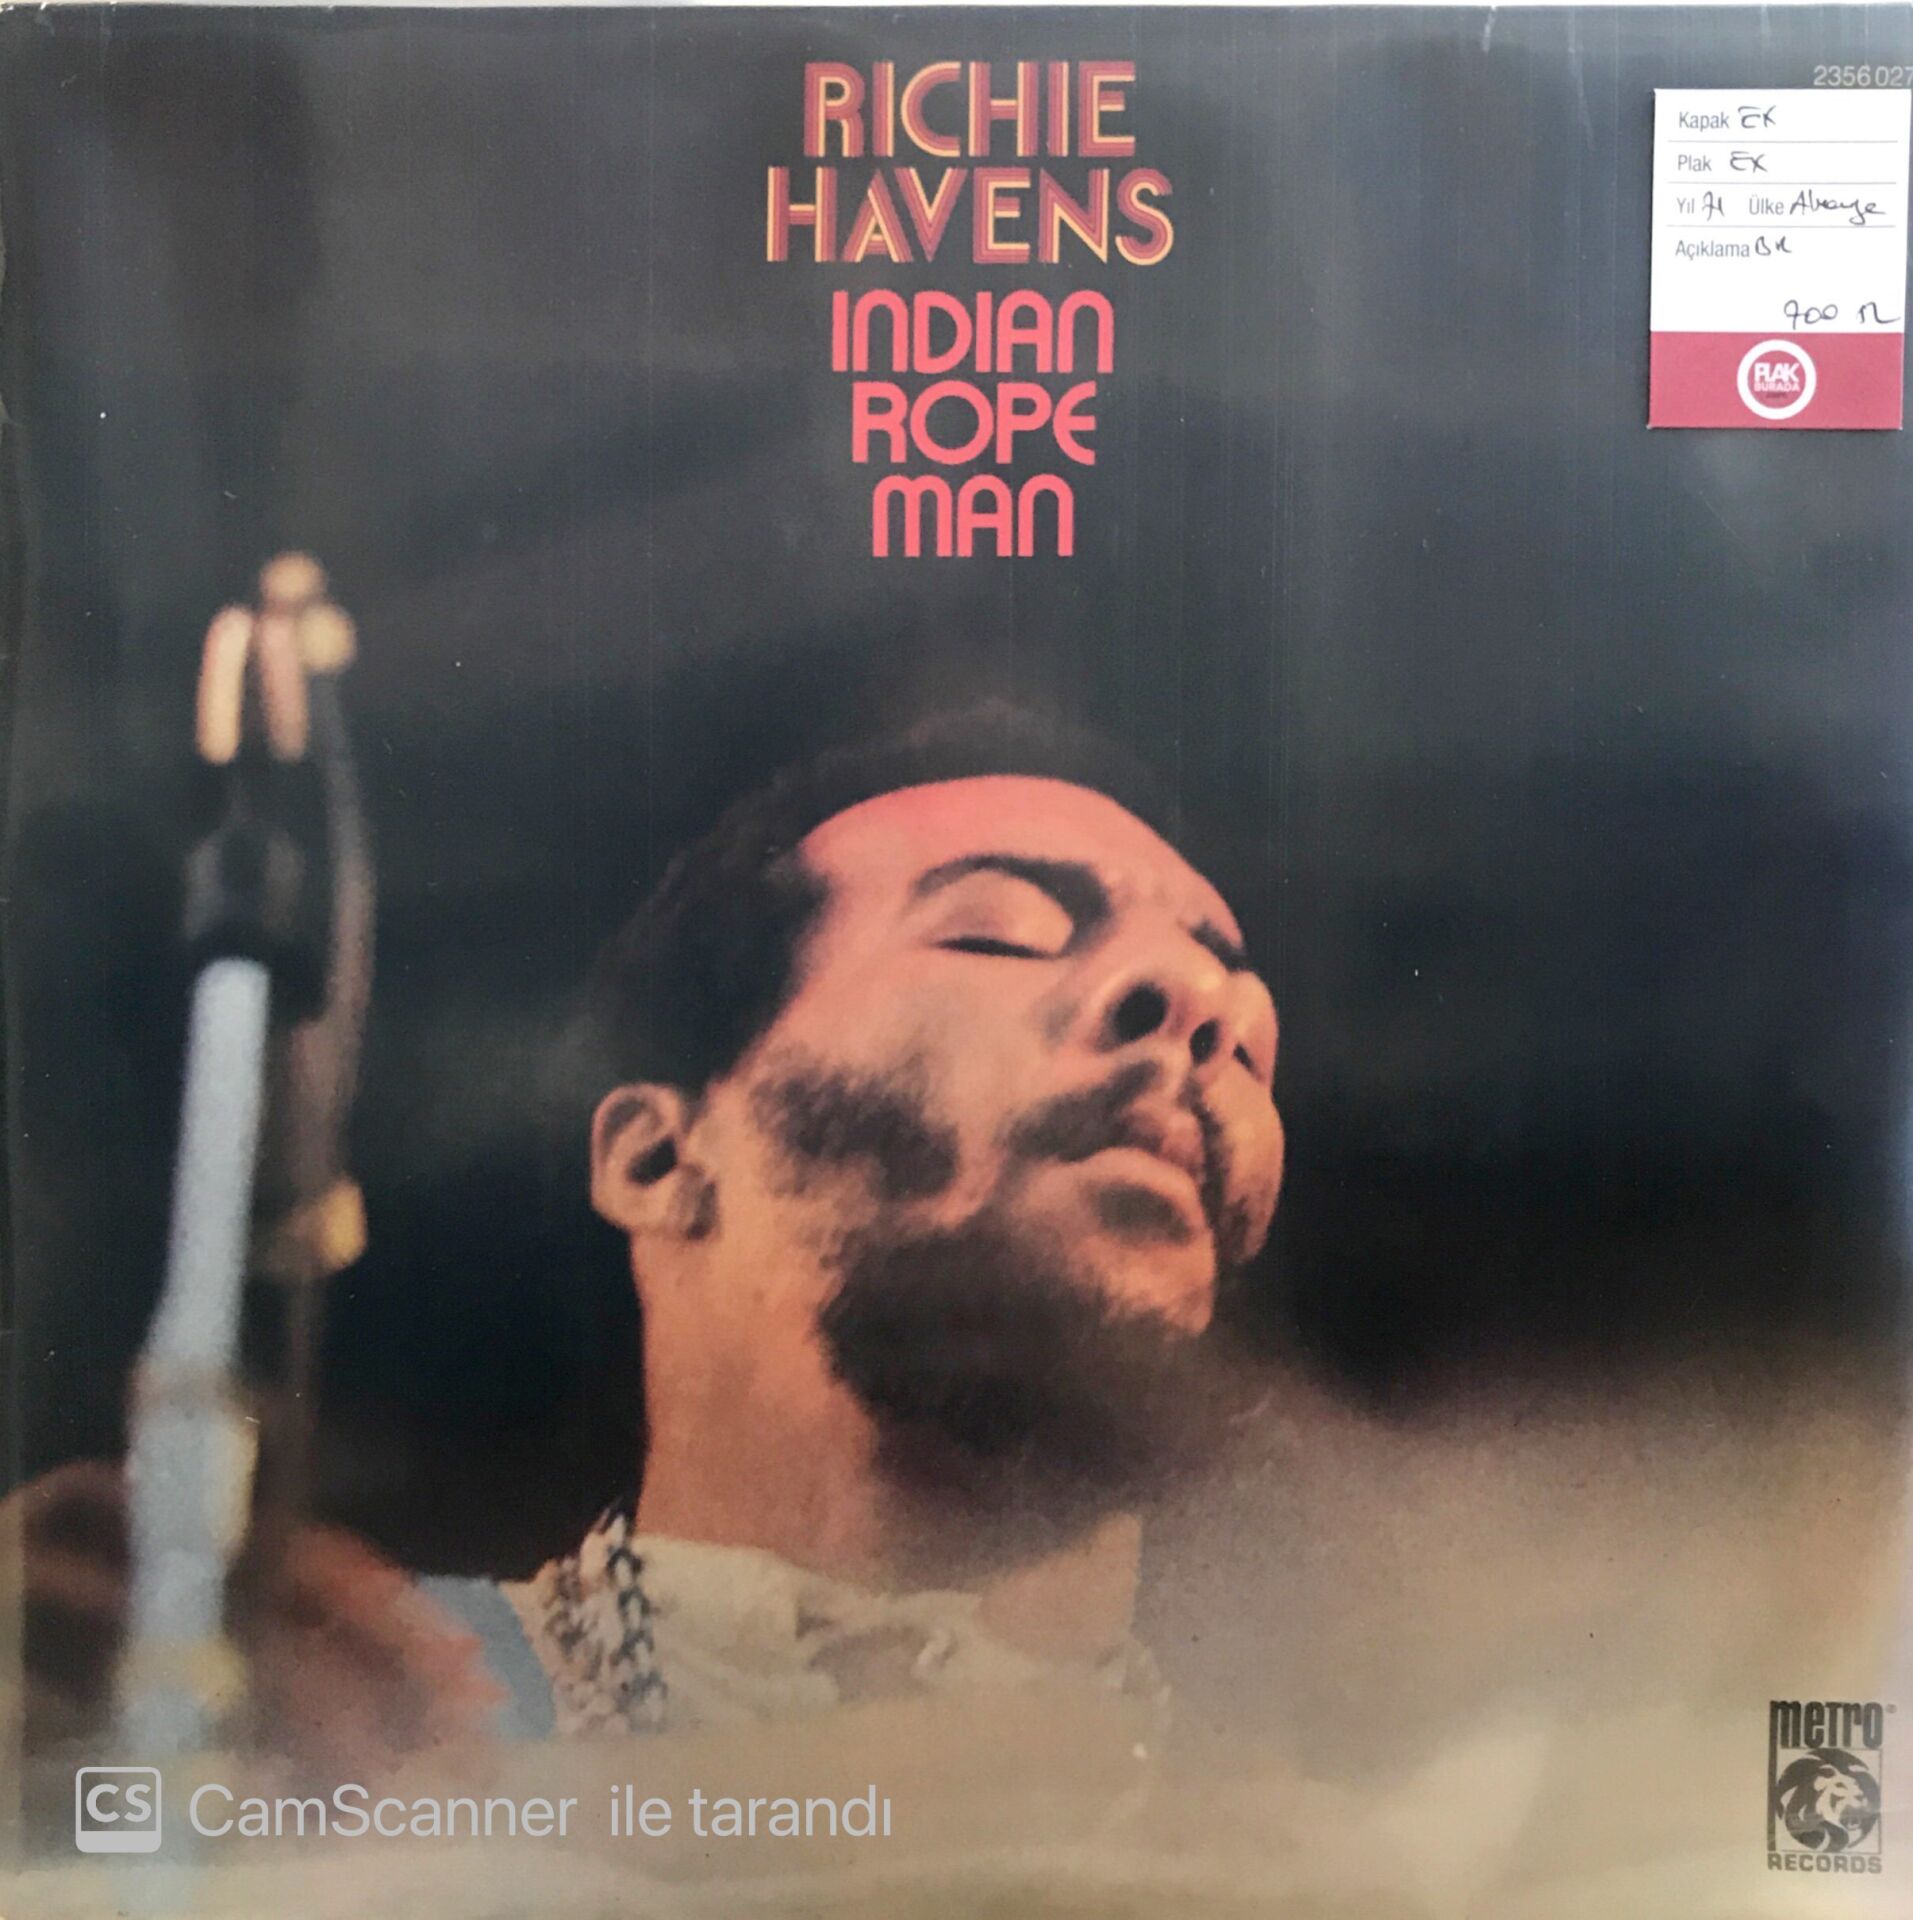 RICHIE
HAVENS
INDIAN
ROPE
MAN
2356 027
Kapak EX
Plak EX
Yıl 71 Ülke Almanya
Açıklama
700 TL
PLAK
BURADA
metro®
RECORDS
CS CamScanner ile tarandı